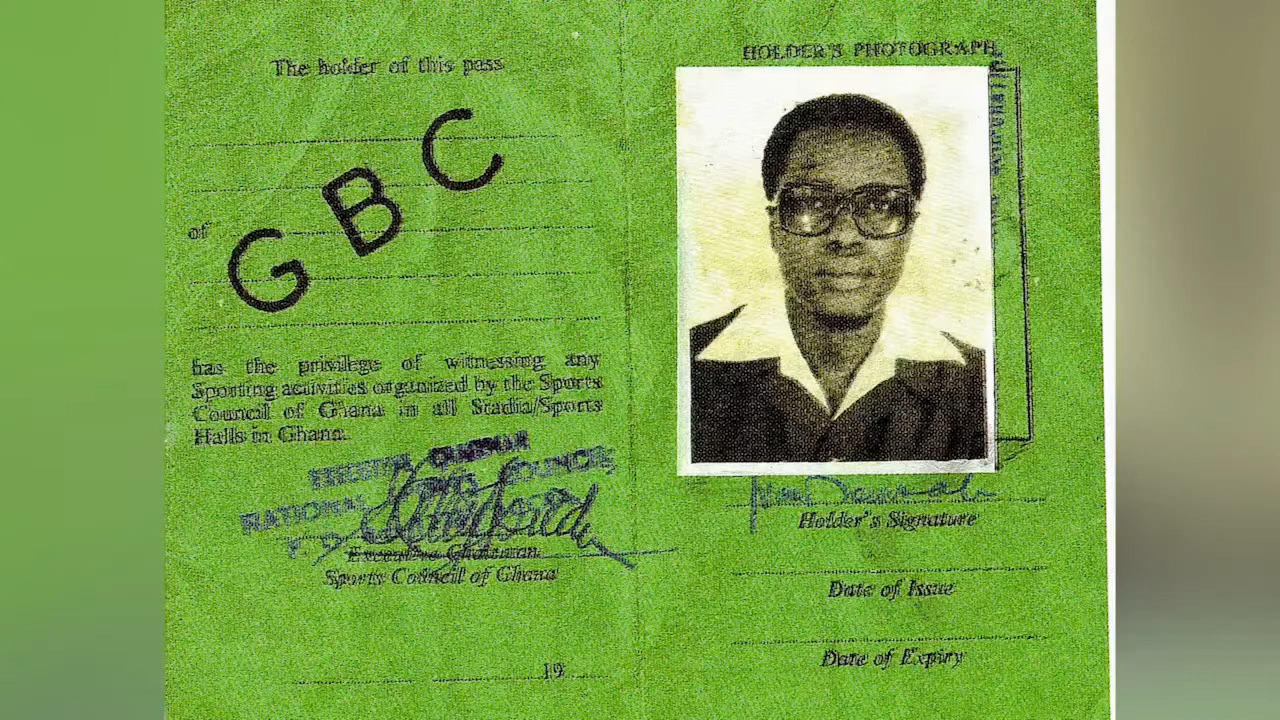 The holder of this pass
GBC
of
has the privilege of witnessing any
Sporting activities organized by the Sports
Council of Ghana in all Stadia/Sports
Halls in Ghana.
COUNCIL
NATIONAL
Executive Chairman
Sports Council of Ghana
19
HOLDER'S PHOTOGRAPH
Holder's Signature
Date of Issue
Date of Expiry